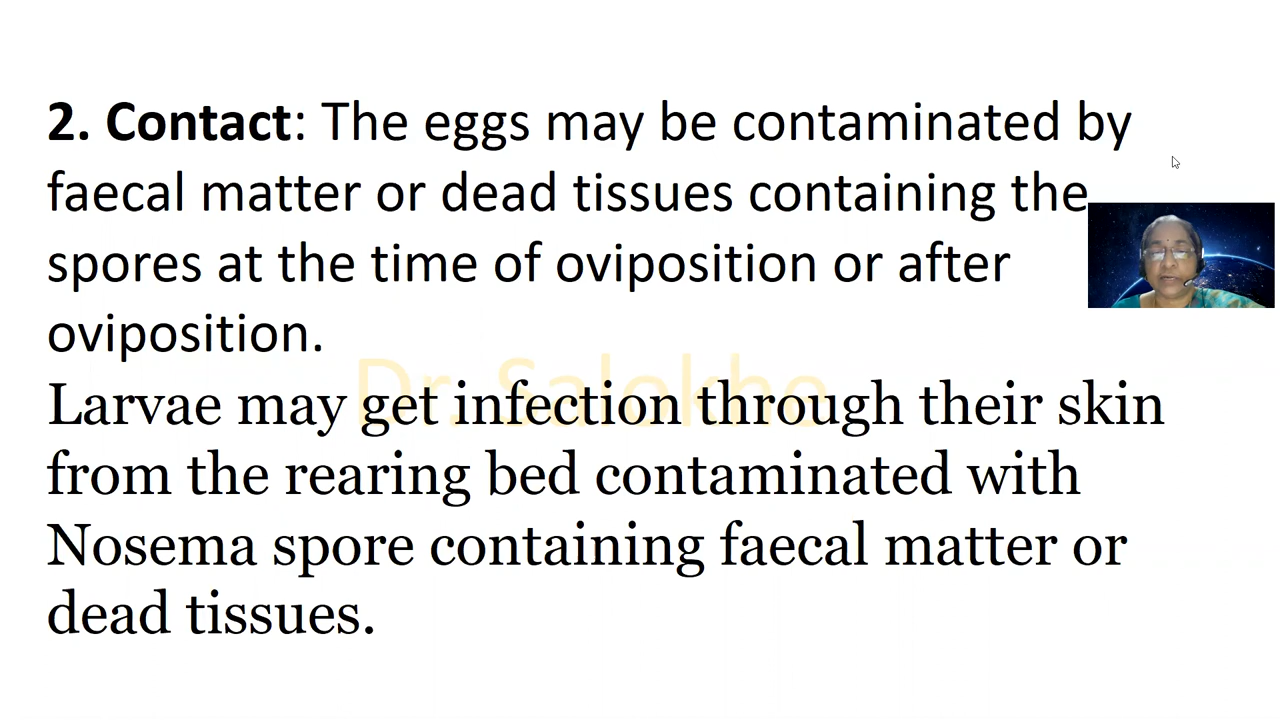 2. Contact: The eggs may be contaminated by
faecal matter or dead tissues containing the
spores at the time of oviposition or after
oviposition.
Dr. Salokhe
Larvae may get infection through their skin
from the rearing bed contaminated with
Nosema spore containing faecal matter or
dead tissues.